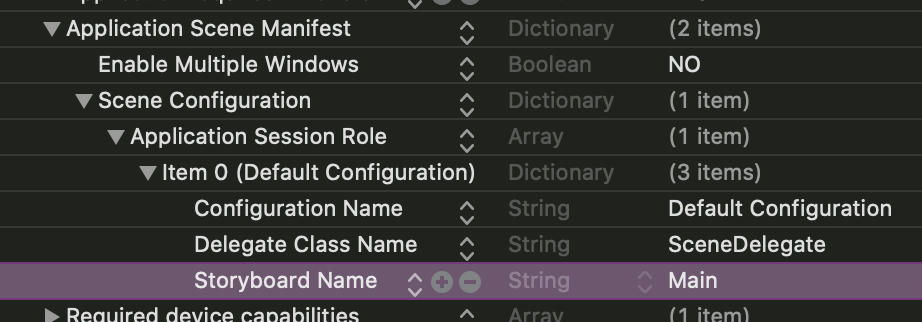 Application Scene Manifest Dictionary (2 items)
Enable Multiple Windows Boolean NO
Scene Configuration Dictionary (1 item)
Application Session Role Array (1 item)
Item 0 (Default Configuration) Dictionary (3 items)
Configuration Name String Default Configuration
Delegate Class Name String SceneDelegate
Storyboard Name String Main
Required device capabilities Array (1 item)